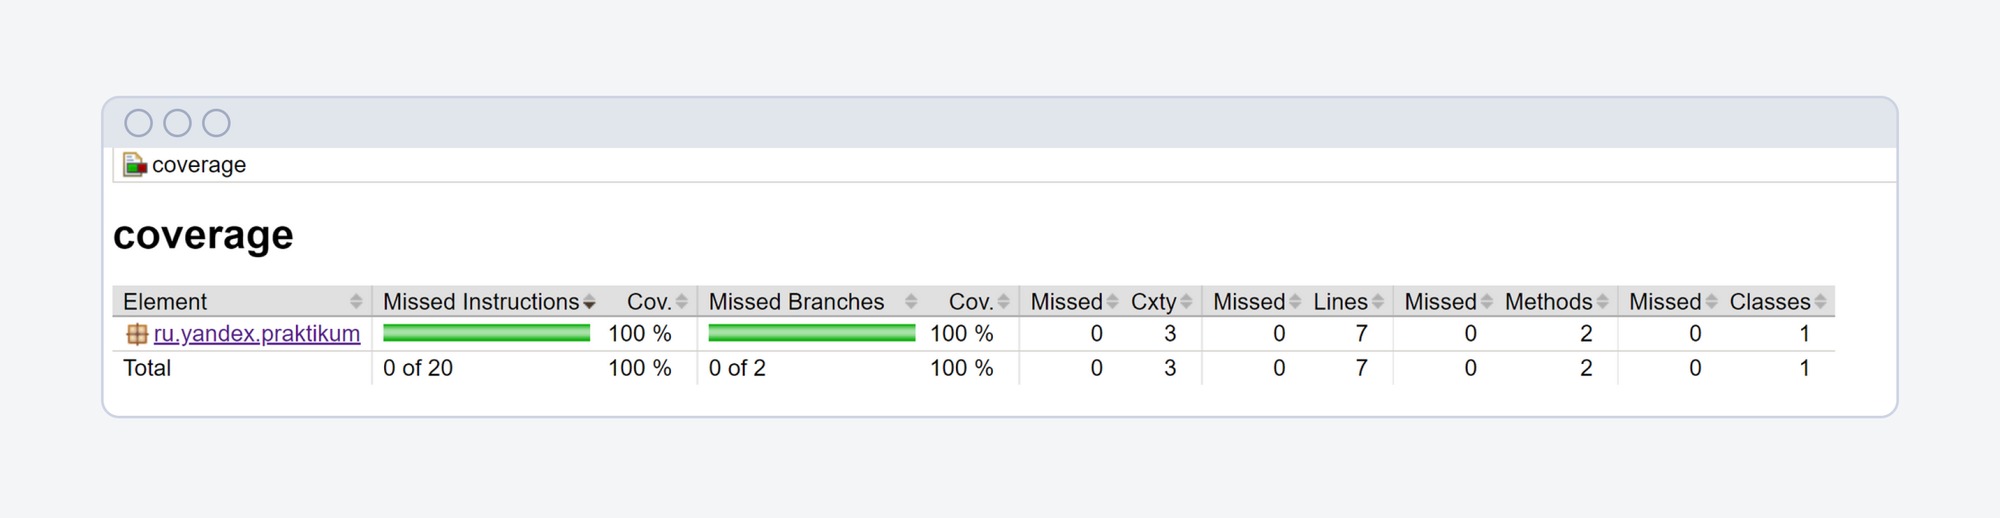 coverage
coverage
Element Missed Instructions Cov. Missed Branches Cov. Missed Cxty Missed Lines Missed Methods Missed Classes
ru.yandex.praktikum 100 % 100 % 0 3 0 7 0 2 0 1
Total 0 of 20 100 % 0 of 2 100 % 0 3 0 7 0 2 0 1